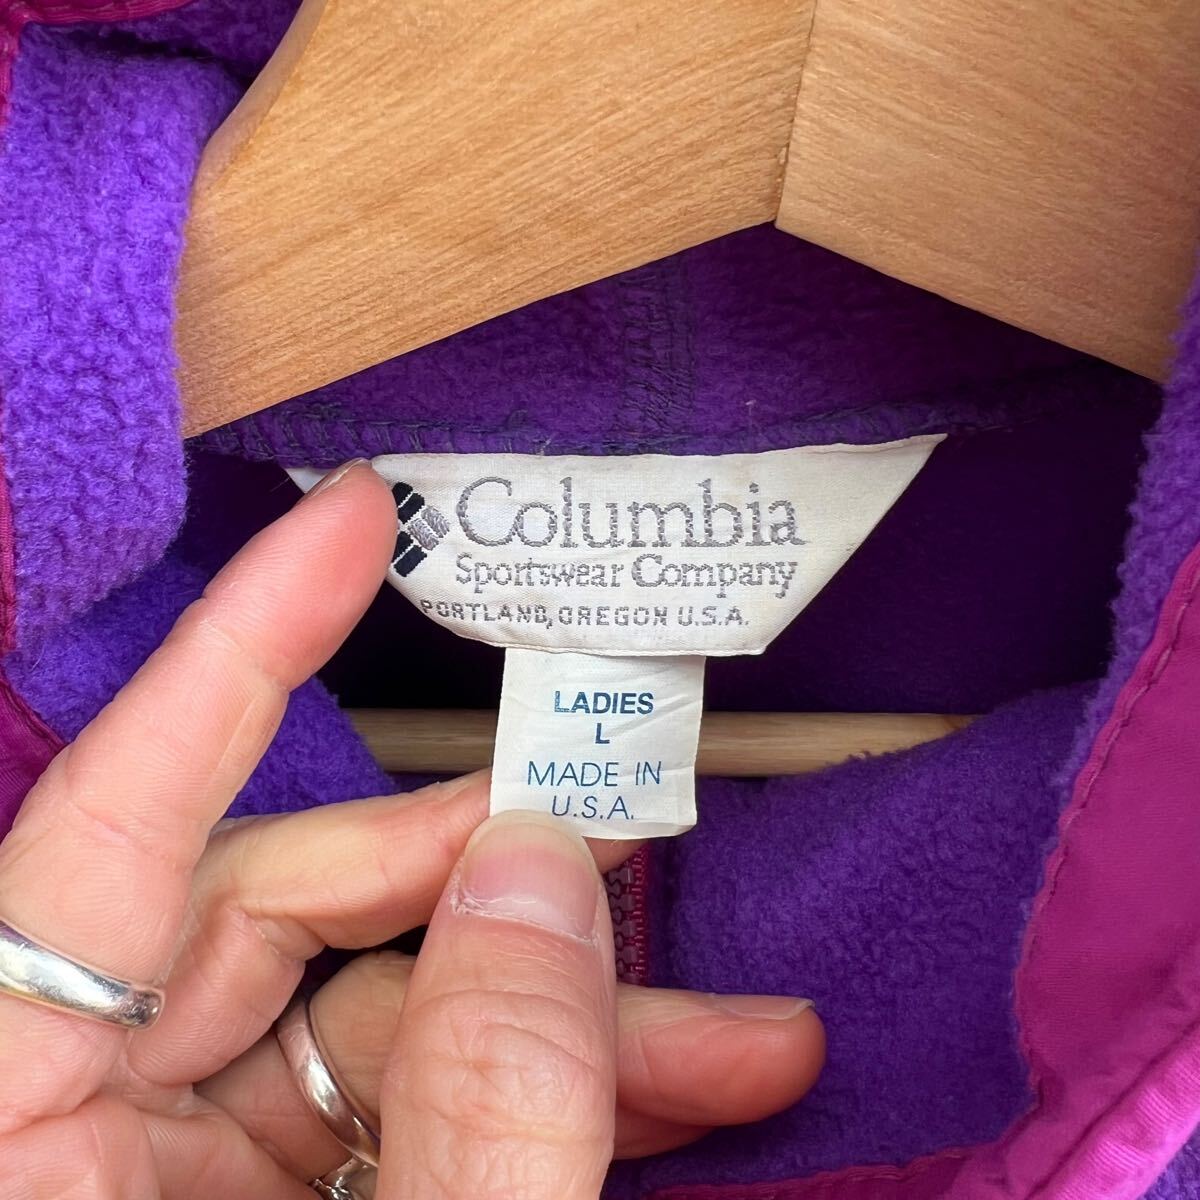 Columbia
Sportswear Company
PORTLAND, OREGON U.S.A.
LADIES
L
MADE IN
U.S.A.